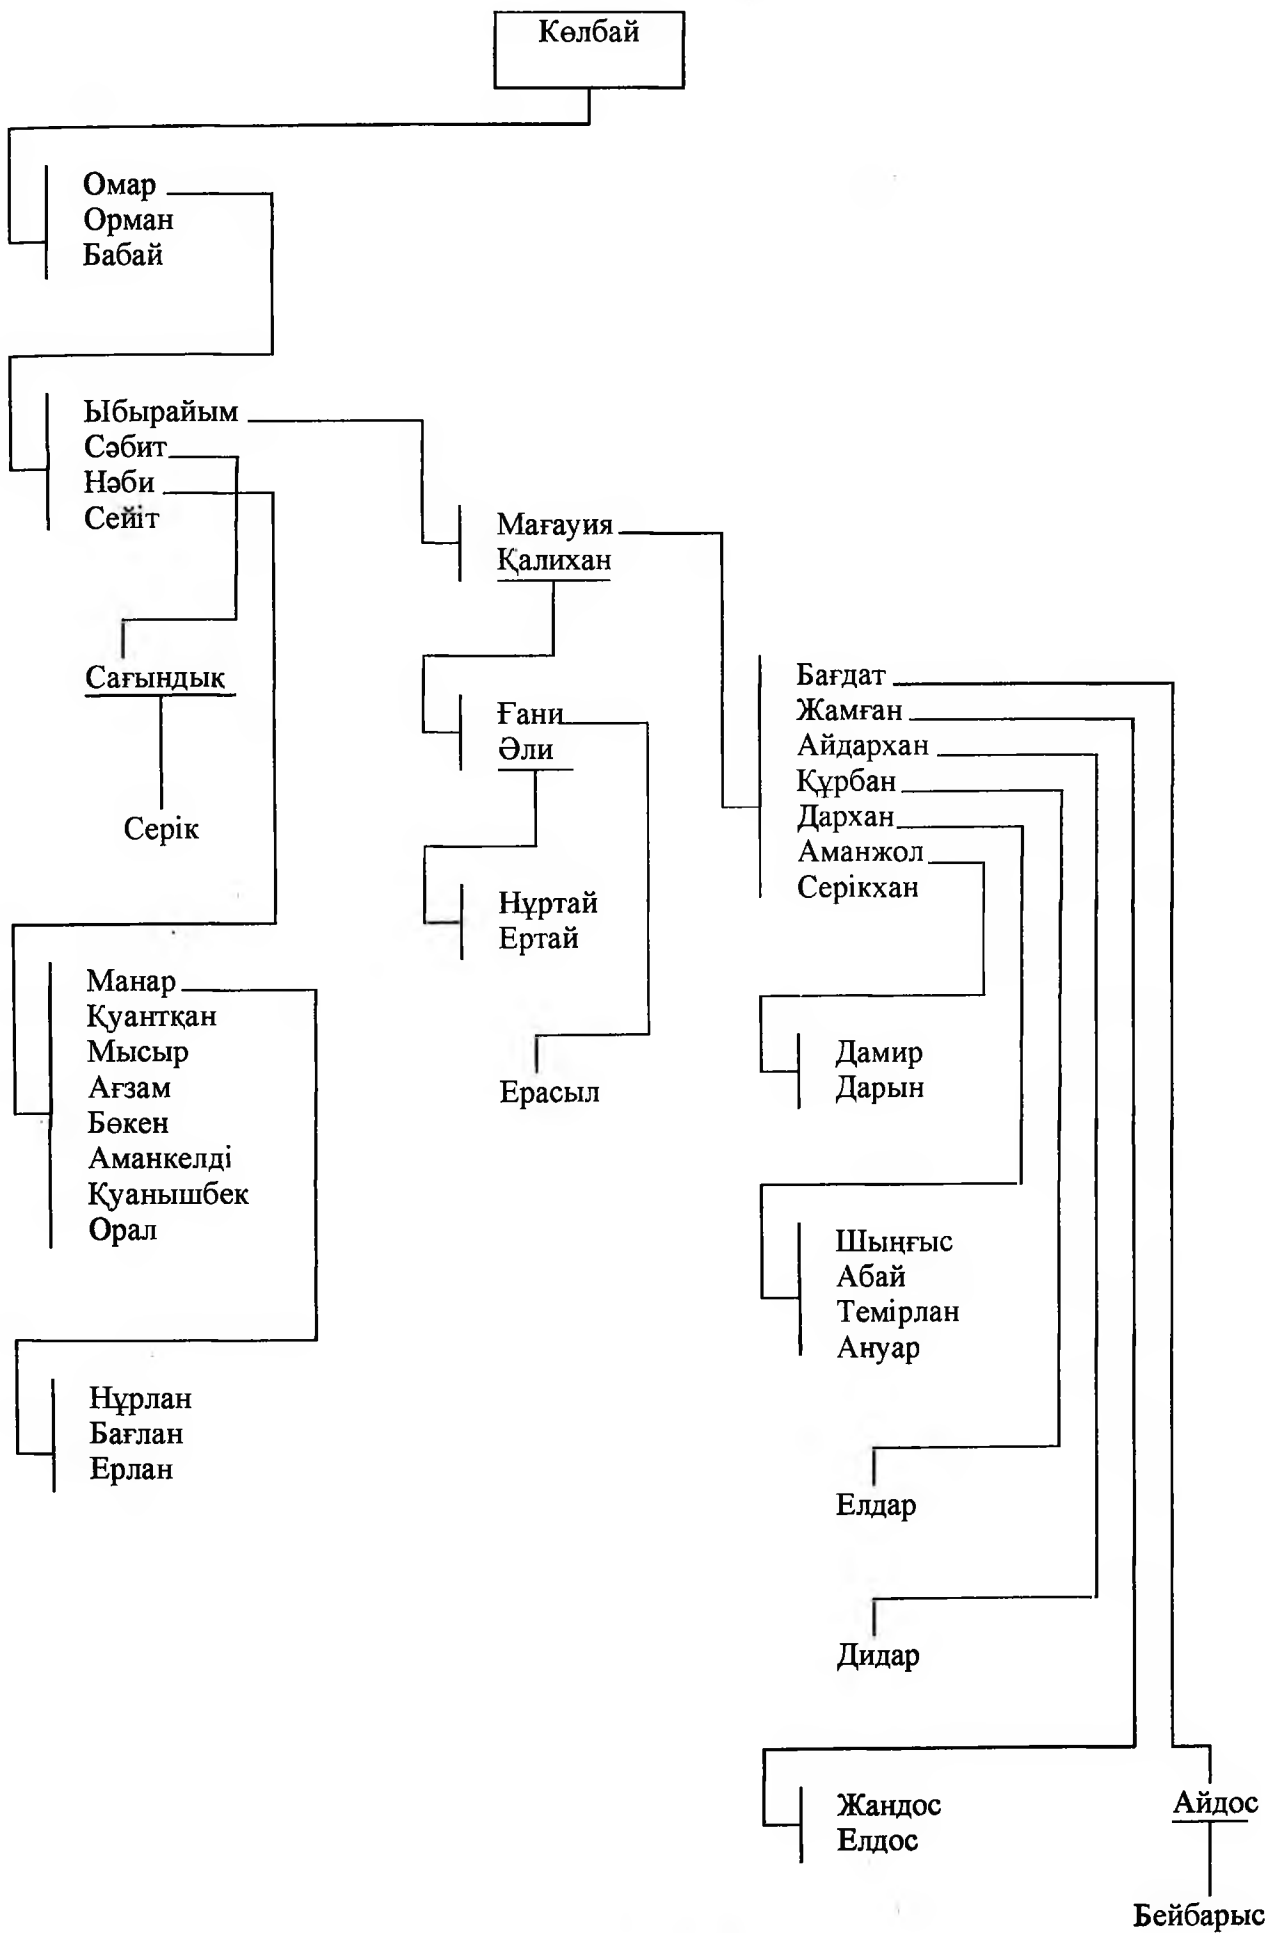 Көлбай
Омар
Орман
Бабай
Ыбырайым
Сәбит
Нәби
Сейіт
Мағауия
Қалихан
Сағындық
Серік
Ғани
Әли
Бағдат
Жамған
Айдархан
Құрбан
Дархан
Аманжол
Серікхан
Нұртай
Ертай
Манар
Қуантқан
Мысыр
Ағзам
Бөкен
Аманкелді
Қуанышбек
Орал
Ерасыл
Дамир
Дарын
Шыңғыс
Абай
Темірлан
Ануар
Нұрлан
Бағлан
Ерлан
Елдар
Дидар
Жандос
Елдос
Айдос
Бейбарыс